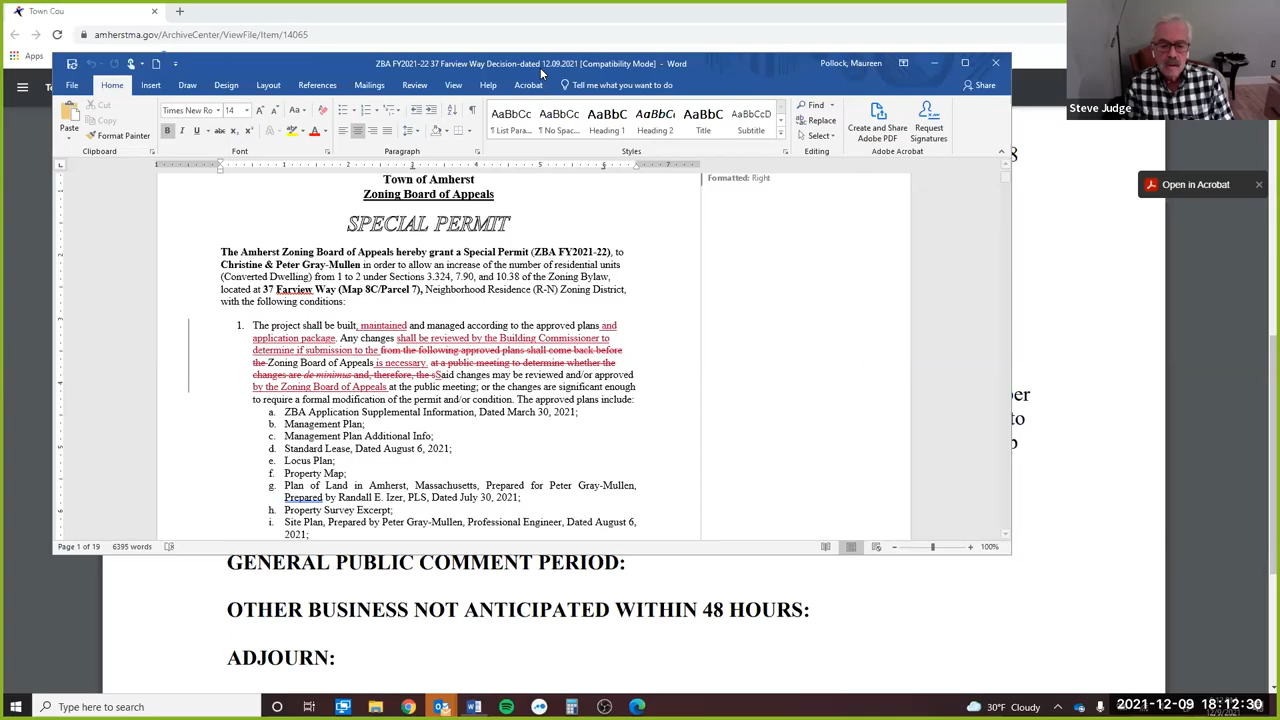 Town Cou
amherstma.gov/ArchiveCenter/ViewFile/Item/14065
Apps
ZBA FY2021-22 37 Farview Way Decision-dated 12.09.2021 [Compatibility Mode] - Word
Pollock, Maureen
File Home Insert Draw Design Layout References Mailings Review View Help Acrobat Tell me what you want to do Share
Paste
Cut
Copy
Format Painter
Clipboard
Times New Ro 14
Font
Paragraph
AaBbCc AaBbCc AaBbC AaBbC AaBbC AaBbCcD
¶ List Para... ¶ No Spac... Heading 1 Heading 2 Title Subtitle
Styles
Find
Replace
Select
Editing
Create and Share Adobe PDF
Request Signatures
Adobe Acrobat
Steve Judge
Open in Acrobat
Formatted: Right
Town of Amherst
Zoning Board of Appeals
SPECIAL PERMIT
The Amherst Zoning Board of Appeals hereby grant a Special Permit (ZBA FY2021-22), to
Christine & Peter Gray-Mullen in order to allow an increase of the number of residential units
(Converted Dwelling) from 1 to 2 under Sections 3.324, 7.90, and 10.38 of the Zoning Bylaw,
located at 37 Farview Way (Map 8C/Parcel 7), Neighborhood Residence (R-N) Zoning District,
with the following conditions:
1. The project shall be built, maintained and managed according to the approved plans and
application package. Any changes shall be reviewed by the Building Commissioner to
determine if submission to the from the following approved plans shall come back before
the Zoning Board of Appeals is necessary. at a public meeting to determine whether the
changes are de minimus and, therefore, the sSaid changes may be reviewed and/or approved
by the Zoning Board of Appeals at the public meeting; or the changes are significant enough
to require a formal modification of the permit and/or condition. The approved plans include:
a. ZBA Application Supplemental Information, Dated March 30, 2021;
b. Management Plan;
c. Management Plan Additional Info;
d. Standard Lease, Dated August 6, 2021;
e. Locus Plan;
f. Property Map;
g. Plan of Land in Amherst, Massachusetts, Prepared for Peter Gray-Mullen,
Prepared by Randall E. Izer, PLS, Dated July 30, 2021;
h. Property Survey Excerpt;
i. Site Plan, Prepared by Peter Gray-Mullen, Professional Engineer, Dated August 6,
2021;
Page 1 of 19 6395 words 100%
8
to
GENERAL PUBLIC COMMENT PERIOD:
OTHER BUSINESS NOT ANTICIPATED WITHIN 48 HOURS:
ADJOURN:
Type here to search
30°F Cloudy
2021-12-09 18:12:30